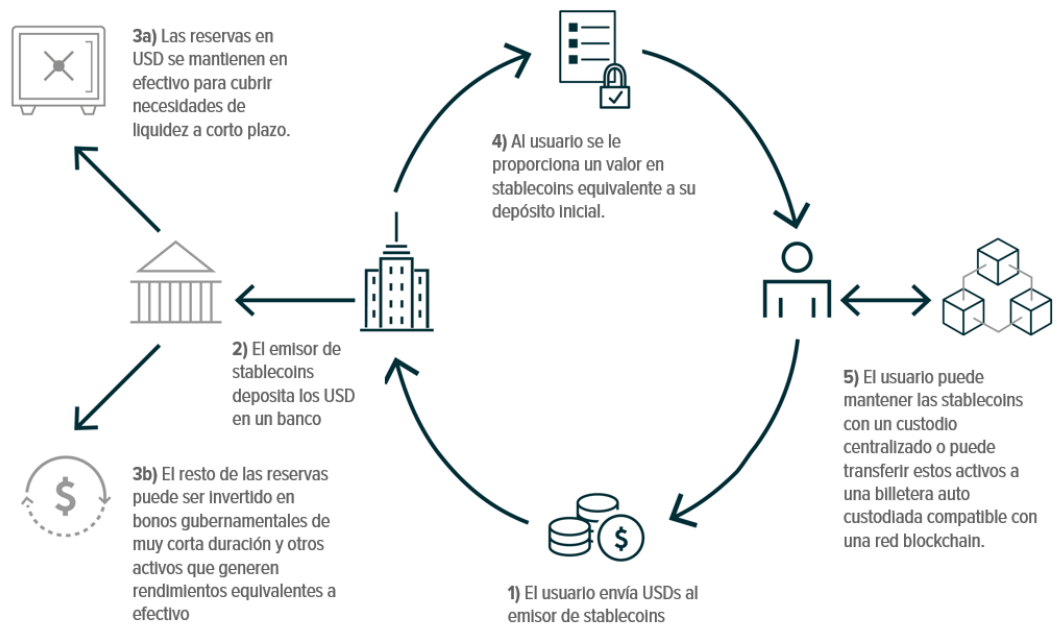 3a) Las reservas en
USD se mantienen en
efectivo para cubrir
necesidades de
liquidez a corto plazo.
4) Al usuario se le
proporciona un valor en
stablecoins equivalente a su
depósito inicial.
2) El emisor de
stablecoins
deposita los USD
en un banco
5) El usuario puede
mantener las stablecoins
con un custodio
centralizado o puede
transferir estos activos a
una billetera auto
custodiada compatible con
una red blockchain.
3b) El resto de las reservas
puede ser invertido en
bonos gubernamentales de
muy corta duración y otros
activos que generen
rendimientos equivalentes a
efectivo
$
$
1) El usuario envía USDs al
emisor de stablecoins